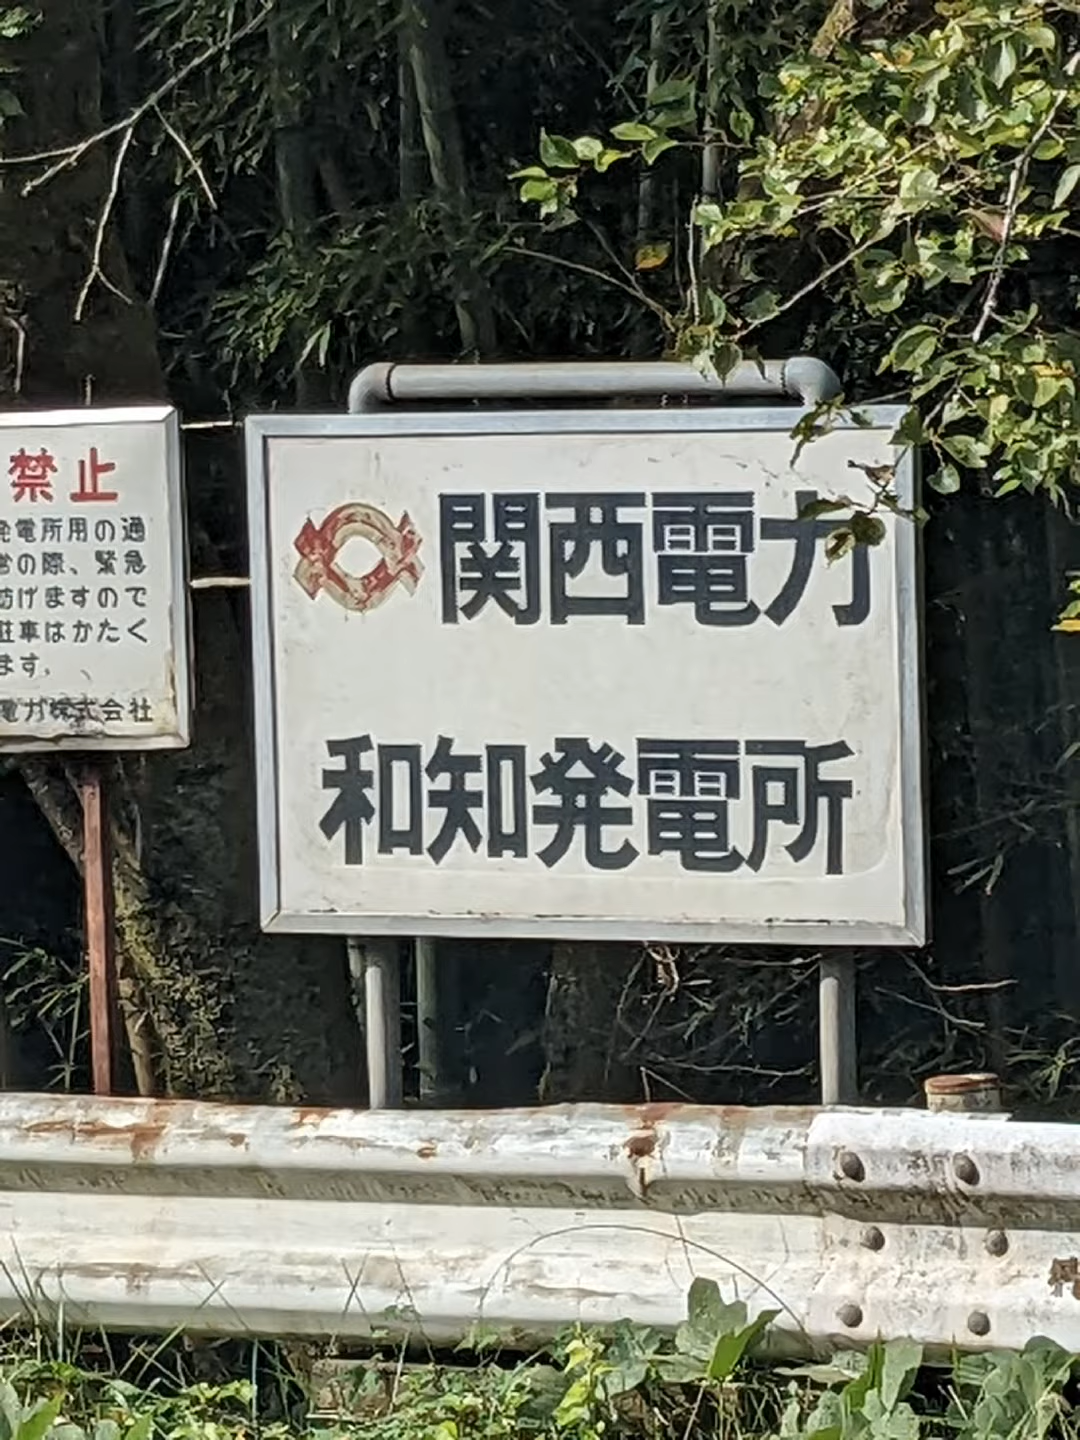 禁止
発電所用の通
常の際、緊急
妨げますので
駐車はかたく
ます。
電力株式会社
関西電力
和知発電所